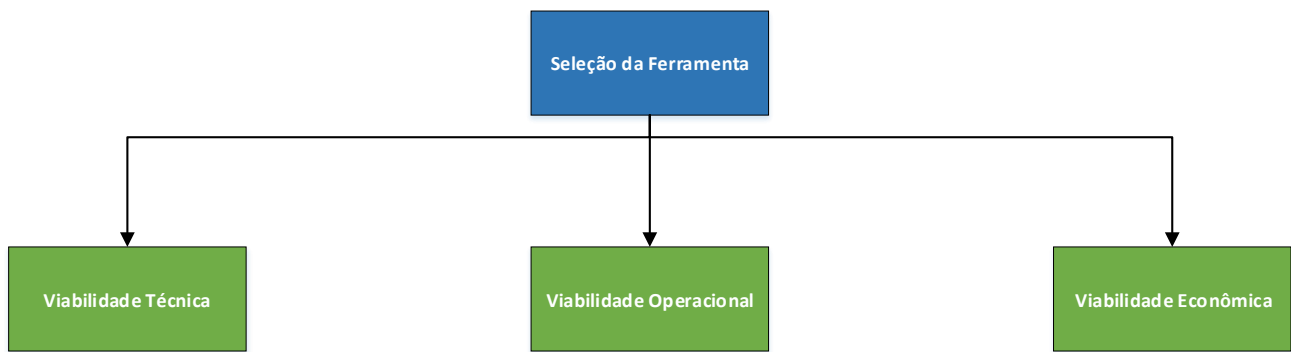 Seleção da Ferramenta
Viabilidade Técnica
Viabilidade Operacional
Viabilidade Econômica